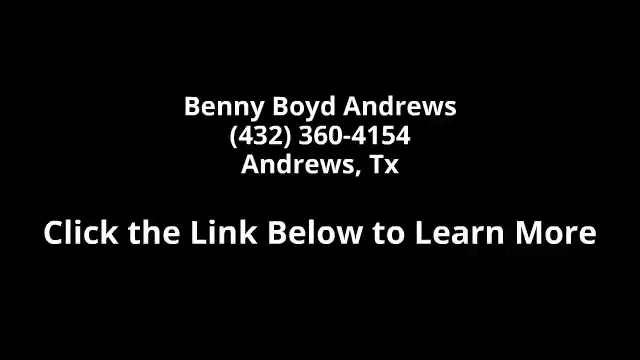 Benny Boyd Andrews
(432) 360-4154
Andrews, Tx
Click the Link Below to Learn More